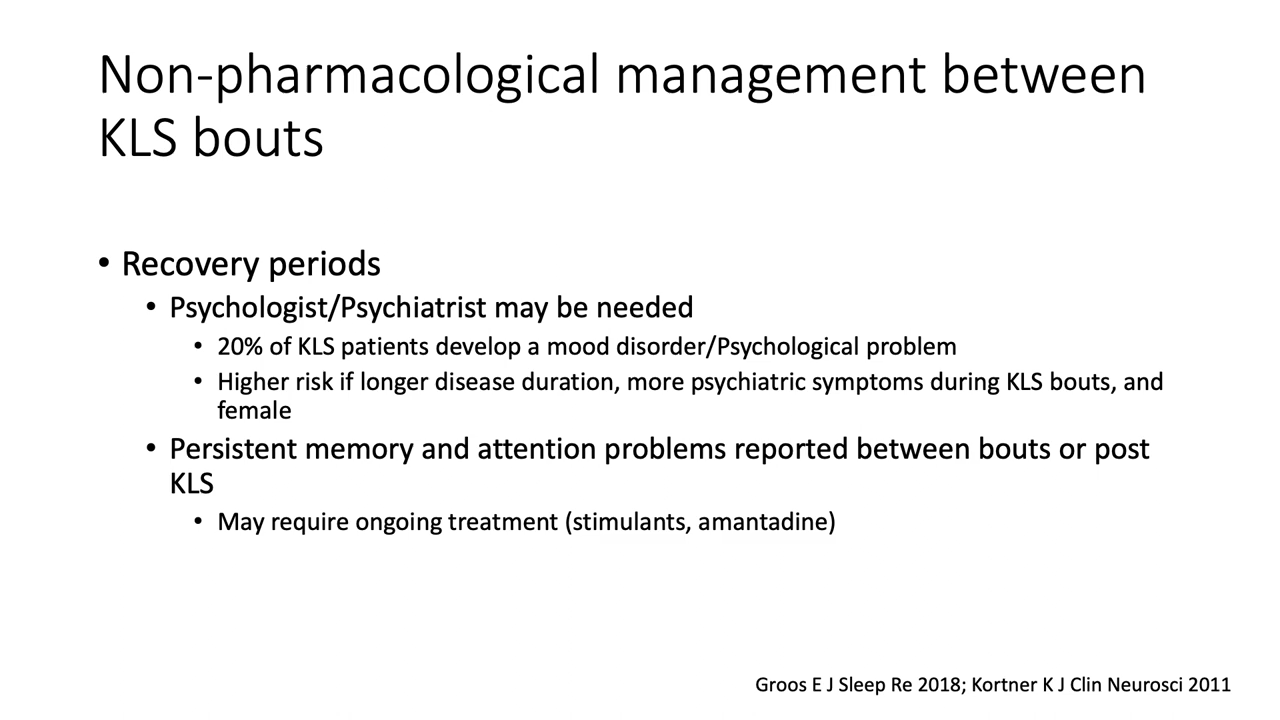 Non-pharmacological management between
KLS bouts
• Recovery periods
• Psychologist/Psychiatrist may be needed
• 20% of KLS patients develop a mood disorder/Psychological problem
• Higher risk if longer disease duration, more psychiatric symptoms during KLS bouts, and
female
• Persistent memory and attention problems reported between bouts or post
KLS
• May require ongoing treatment (stimulants, amantadine)
Groos E J Sleep Re 2018; Kortner K J Clin Neurosci 2011